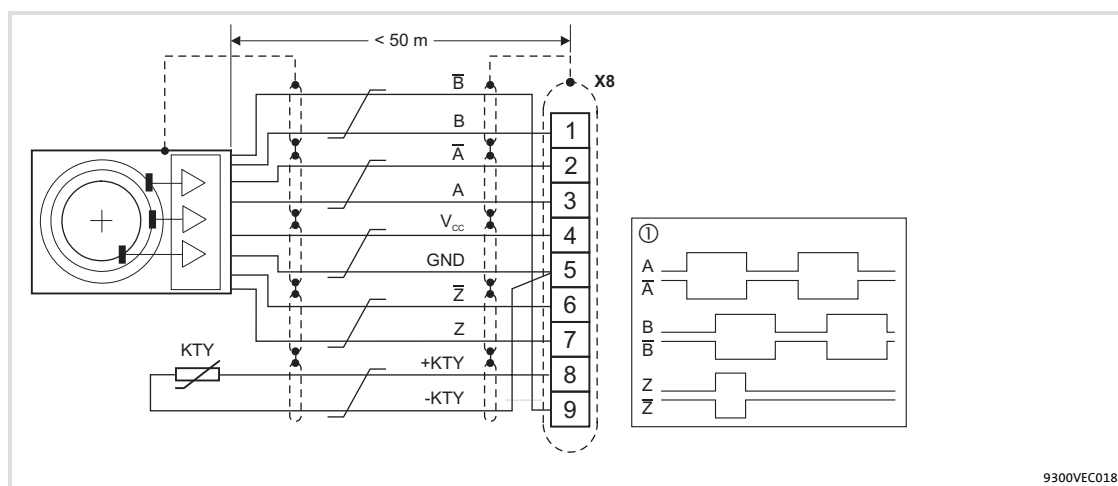 < 50 m
X8
B̅
B
A̅
A
V_CC
GND
Z̅
Z
KTY
+KTY
-KTY
1
2
3
4
5
6
7
8
9
①
A
A̅
B
B̅
Z
Z̅
9300VEC018